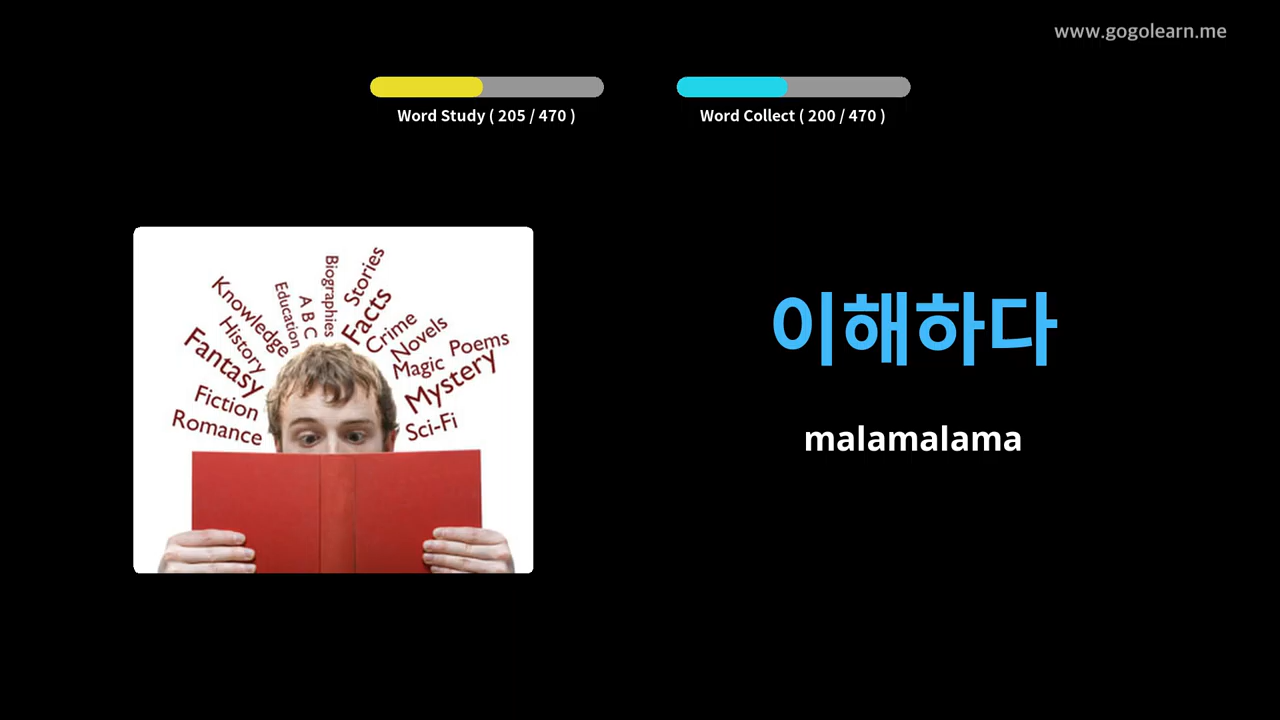 www.gogolearn.me
Word Study ( 205 / 470 )
Word Collect ( 200 / 470 )
Knowledge
History
Fantasy
Fiction
Romance
Education
A B C
Biographies
Stories
Facts
Crime
Novels
Magic
Poems
Mystery
Sci-Fi
이해하다
malamalama